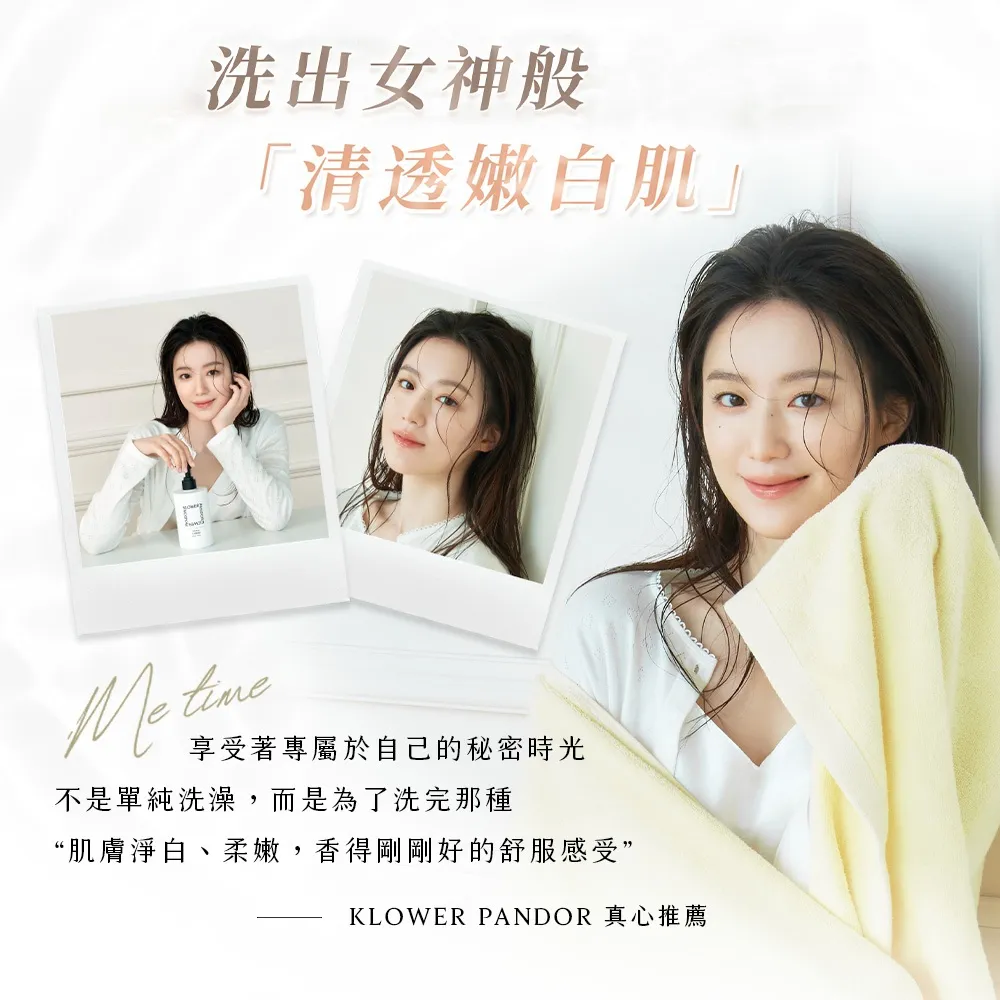 洗出女神般
「清透嫩白肌」
KLOWER
PANDOR
Me time
享受著專屬於自己的秘密時光
不是單純洗澡，而是為了洗完那種
“肌膚淨白、柔嫩，香得剛剛好的舒服感受”
—— KLOWER PANDOR 真心推薦